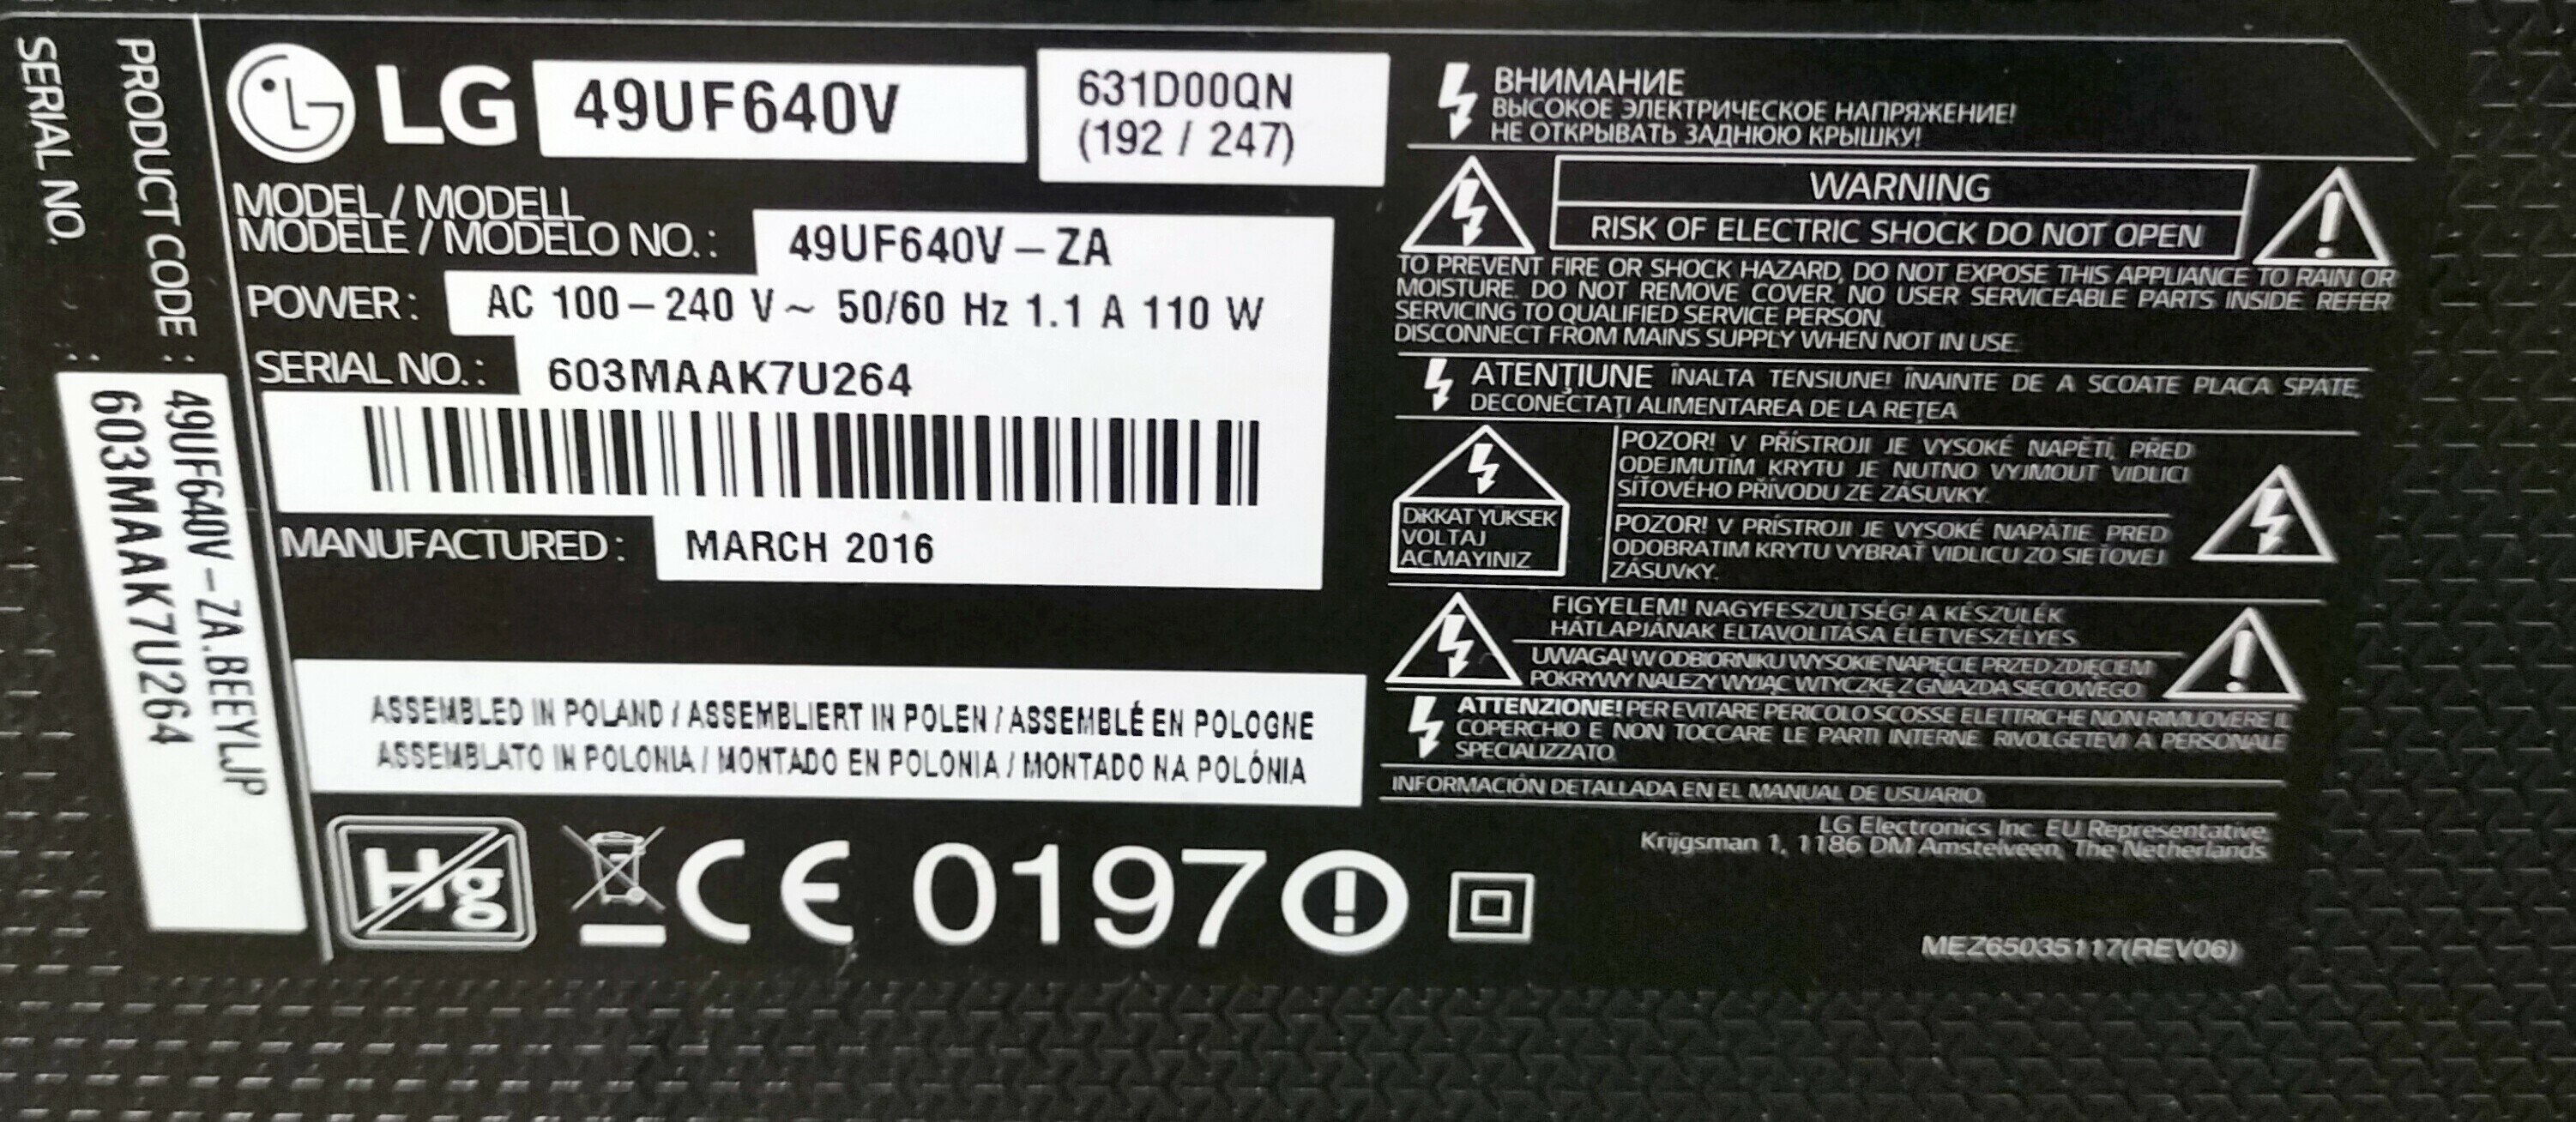 SERIAL NO. :
603MAAK7U264
PRODUCT CODE :
49UF640V – ZA.BEEYLJP
LG
49UF640V
631D00QN
(192 / 247)
MODEL / MODELL
MODÈLE / MODELO NO. :
49UF640V – ZA
POWER :
AC 100 – 240 V ~ 50/60 Hz 1.1 A 110 W
SERIAL NO. :
603MAAK7U264
MANUFACTURED :
MARCH 2016
ASSEMBLED IN POLAND / ASSEMBLIERT IN POLEN / ASSEMBLÉ EN POLOGNE
ASSEMBLATO IN POLONIA / MONTADO EN POLONIA / MONTADO NA POLÓNIA
Hg
CE 0197
ВНИМАНИЕ
ВЫСОКОЕ ЭЛЕКТРИЧЕСКОЕ НАПРЯЖЕНИЕ!
НЕ ОТКРЫВАТЬ ЗАДНЮЮ КРЫШКУ!
WARNING
RISK OF ELECTRIC SHOCK DO NOT OPEN
TO PREVENT FIRE OR SHOCK HAZARD, DO NOT EXPOSE THIS APPLIANCE TO RAIN OR
MOISTURE. DO NOT REMOVE COVER. NO USER SERVICEABLE PARTS INSIDE. REFER
SERVICING TO QUALIFIED SERVICE PERSON.
DISCONNECT FROM MAINS SUPPLY WHEN NOT IN USE.
ATENŢIUNE ÎNALTA TENSIUNE! ÎNAINTE DE A SCOATE PLACA SPATE,
DECONECTAŢI ALIMENTAREA DE LA REŢEA
DIKKAT YÜKSEK
VOLTAJ
ACMAYINIZ
POZOR! V PŘÍSTROJI JE VYSOKÉ NAPĚTÍ, PŘED
ODEJMUTÍM KRYTU JE NUTNO VYJMOUT VIDLICI
SÍŤOVÉHO PŘÍVODU ZE ZÁSUVKY.
POZOR! V PRÍSTROJI JE VYSOKÉ NAPÄTIE PRED
ODOBRATIM KRYTU VYBRAŤ VIDLICU ZO SIEŤOVEJ
ZÁSUVKY.
FIGYELEM! NAGYFESZÜLTSÉG! A KÉSZÜLÉK
HÁTLAPJÁNAK ELTAVOLITÁSA ÉLETVESZÉLYES
UWAGA! W ODBIORNIKU WYSOKIE NAPIĘCIE PRZED ZDJĘCIEM
POKRYWY NALEZY WYJĄC WTYCZKĘ Z GNIAZDA SIECIOWEGO
ATTENZIONE! PER EVITARE PERICOLO SCOSSE ELETTRICHE NON RIMUOVERE IL
COPERCHIO E NON TOCCARE LE PARTI INTERNE RIVOLGETEVI A PERSONALE
SPECIALIZZATO.
INFORMACIÓN DETALLADA EN EL MANUAL DE USUARIO.
LG Electronics Inc. EU Representative,
Krijgsman 1, 1186 DM Amstelveen, The Netherlands
MEZ65035117(REV06)